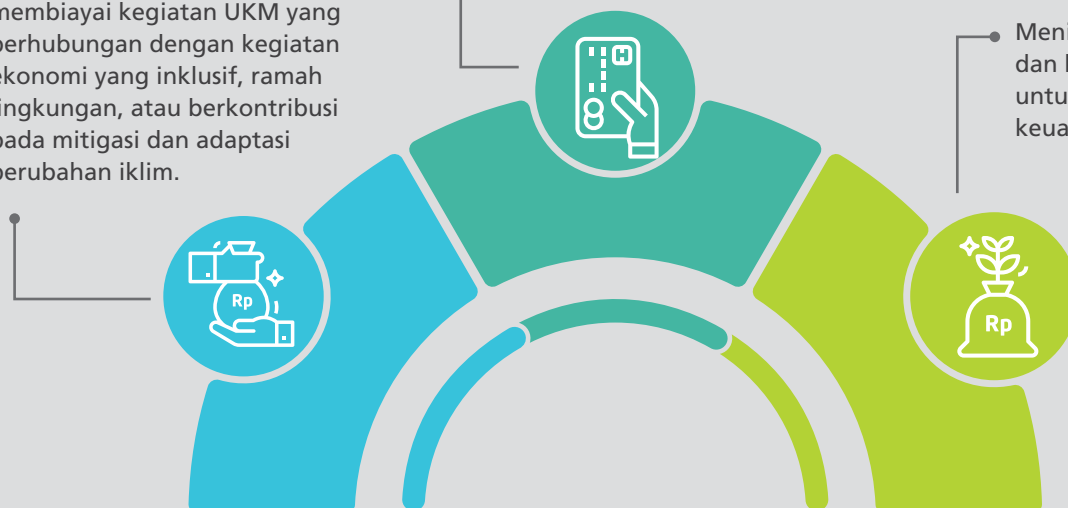 membiayai kegiatan UKM yang
berhubungan dengan kegiatan
ekonomi yang inklusif, ramah
lingkungan, atau berkontribusi
pada mitigasi dan adaptasi
perubahan iklim.
dan
Rp
Rp